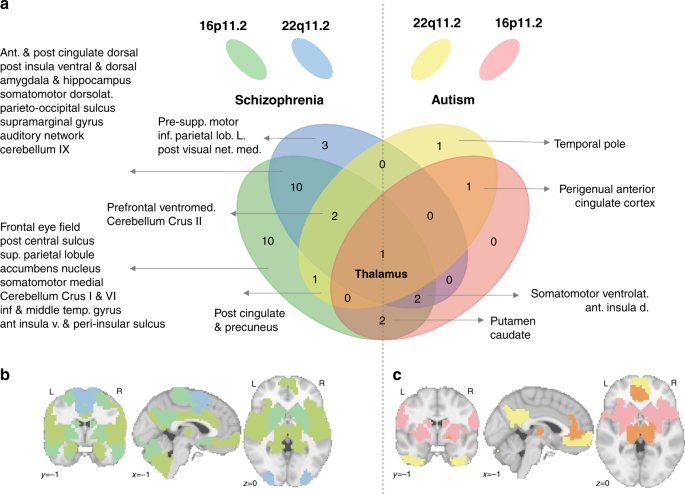 a
16p11.2
22q11.2
22q11.2
16p11.2
Schizophrenia
Autism
Ant. & post cingulate dorsal
post insula ventral & dorsal
amygdala & hippocampus
somatomotor dorsolat.
parieto-occipital sulcus
supramarginal gyrus
auditory network
cerebellum IX
Pre-supp. motor
inf. parietal lob. L.
post visual net. med.
Prefrontal ventromed.
Cerebellum Crus II
Frontal eye field
post central sulcus
sup. parietal lobule
accumbens nucleus
somatomotor medial
Cerebellum Crus I & VI
inf & middle temp. gyrus
ant insula v. & peri-insular sulcus
Post cingulate
& precuneus
3
0
1
10
1
2
0
10
0
1
Thalamus
1
0
0
2
2
Temporal pole
Perigenual anterior
cingulate cortex
Somatomotor ventrolat.
ant. insula d.
Putamen
caudate
b
L
R
L
R
y=−1
x=−1
z=0
c
L
R
L
R
y=−1
x=−1
z=0